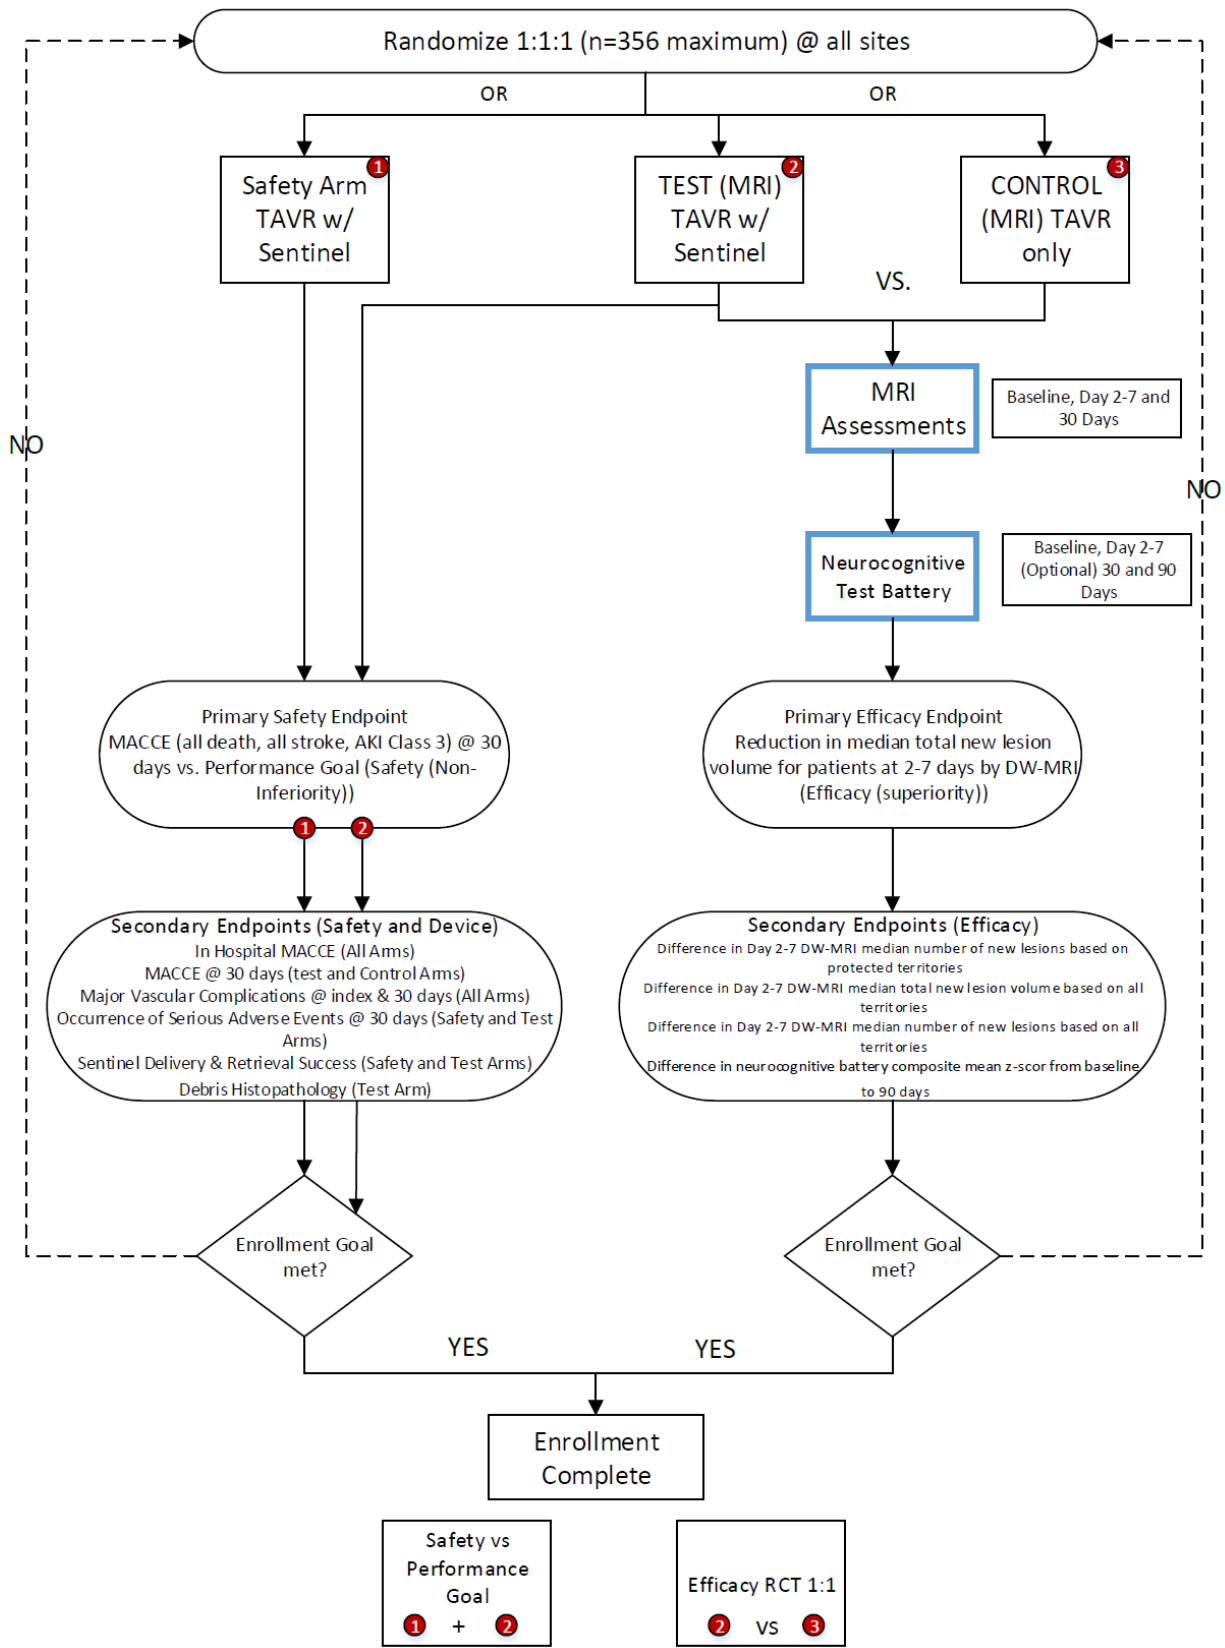 Randomize 1:1:1 (n=356 maximum) @ all sites
OR
OR
1
Safety Arm
TAVR w/
Sentinel
2
TEST (MRI)
TAVR w/
Sentinel
3
CONTROL
(MRI) TAVR
only
VS.
MRI
Assessments
Baseline, Day 2-7 and
30 Days
NO
NO
Neurocognitive
Test Battery
Baseline, Day 2-7
(Optional) 30 and 90
Days
Primary Safety Endpoint
MACCE (all death, all stroke, AKI Class 3) @ 30
days vs. Performance Goal (Safety (Non-
Inferiority))
1
2
Primary Efficacy Endpoint
Reduction in median total new lesion
volume for patients at 2-7 days by DW-MRI
(Efficacy (superiority))
Secondary Endpoints (Safety and Device)
In Hospital MACCE (All Arms)
MACCE @ 30 days (test and Control Arms)
Major Vascular Complications @ index & 30 days (All Arms)
Occurrence of Serious Adverse Events @ 30 days (Safety and Test
Arms)
Sentinel Delivery & Retrieval Success (Safety and Test Arms)
Debris Histopathology (Test Arm)
Secondary Endpoints (Efficacy)
Difference in Day 2-7 DW-MRI median number of new lesions based on
protected territories
Difference in Day 2-7 DW-MRI median total new lesion volume based on all
territories
Difference in Day 2-7 DW-MRI median number of new lesions based on all
territories
Difference in neurocognitive battery composite mean z-scor from baseline
to 90 days
Enrollment Goal
met?
Enrollment Goal
met?
YES
YES
Enrollment
Complete
Safety vs
Performance
Goal
1 + 2
Efficacy RCT 1:1
2 vs 3